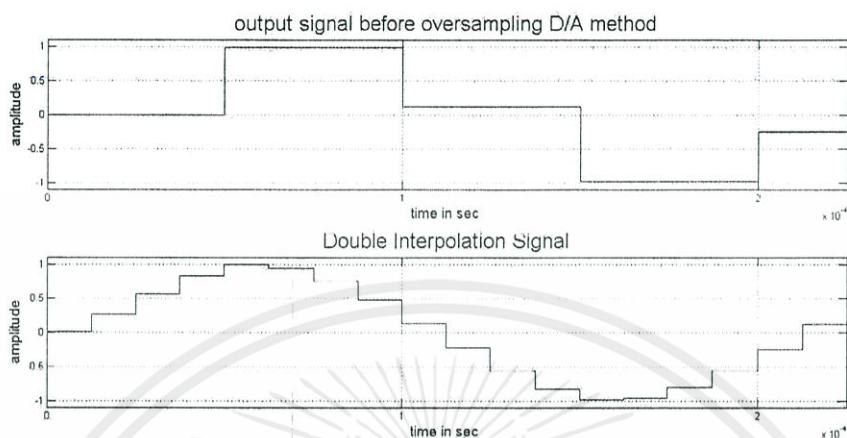 output signal before oversampling D/A method
1
0.5
0
-0.5
-1
amplitude
0 1 2
time in sec
x 10⁻⁴
Double Interpolation Signal
1
0.5
0
0.5
-1
amplitude
0 1 2
time in sec
x 10⁻⁴